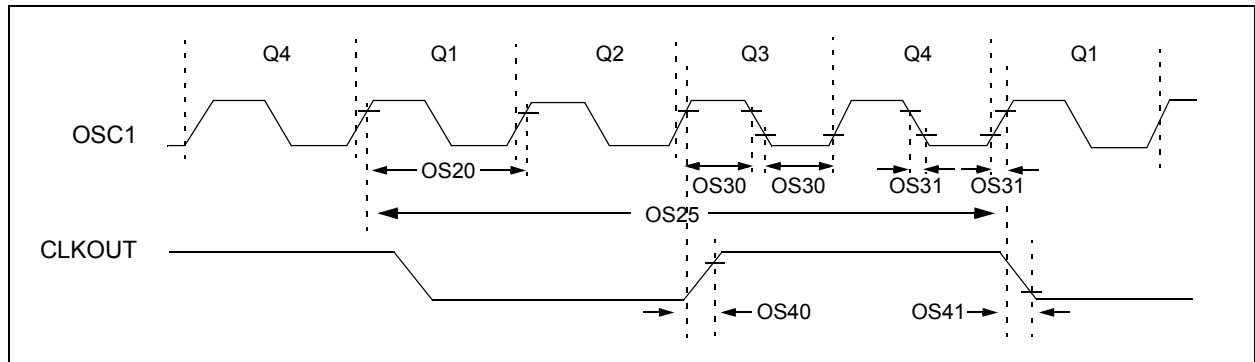 Q4 Q1 Q2 Q3 Q4 Q1
OSC1
OS20 OS30 OS30 OS31 OS31
OS25
CLKOUT
OS40 OS41